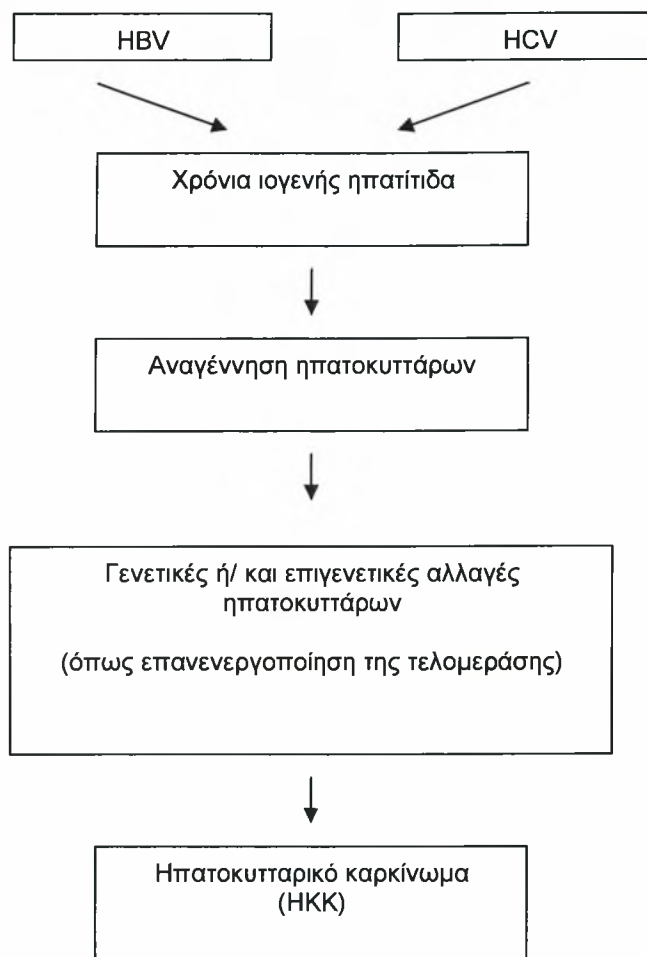 HBV
HCV
Χρόνια ιογενής ηπατίτιδα
Αναγέννηση ηπατοκυττάρων
Γενετικές ή/ και επιγενετικές αλλαγές
ηπατοκυττάρων
(όπως επανενεργοποίηση της τελομεράσης)
Ηπατοκυτταρικό καρκίνωμα
(ΗΚΚ)